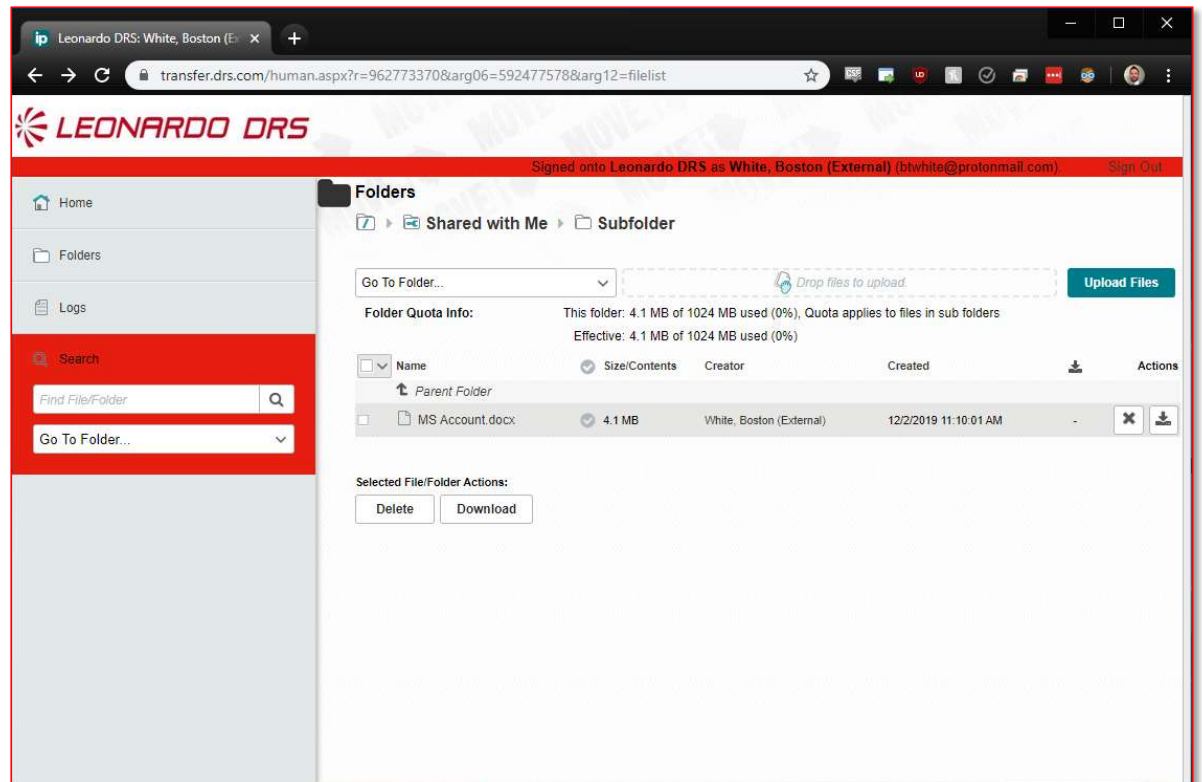 Leonardo DRS: White, Boston (E
transfer.drs.com/human.aspx?r=962773370&arg06=592477578&arg12=filelist
LEONARDO DRS
Signed onto Leonardo DRS as White, Boston (External) (btwhite@protonmail.com). Sign Out
Home
Folders
Logs
Search
Find File/Folder
Go To Folder...
Folders
Shared with Me Subfolder
Go To Folder... Drop files to upload. Upload Files
Folder Quota Info: This folder: 4.1 MB of 1024 MB used (0%), Quota applies to files in sub folders
Effective: 4.1 MB of 1024 MB used (0%)
Name Size/Contents Creator Created Actions
Parent Folder
MS Account.docx 4.1 MB White, Boston (External) 12/2/2019 11:10:01 AM -
Selected File/Folder Actions:
Delete Download